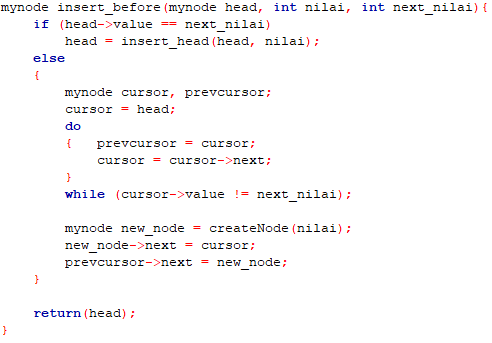 mynode insert_before(mynode head, int nilai, int next_nilai){
    if (head->value == next_nilai)
        head = insert_head(head, nilai);
    else
    {
        mynode cursor, prevcursor;
        cursor = head;
        do
        {   prevcursor = cursor;
            cursor = cursor->next;
        }
        while (cursor->value != next_nilai);

        mynode new_node = createNode(nilai);
        new_node->next = cursor;
        prevcursor->next = new_node;
    }

    return(head);
}